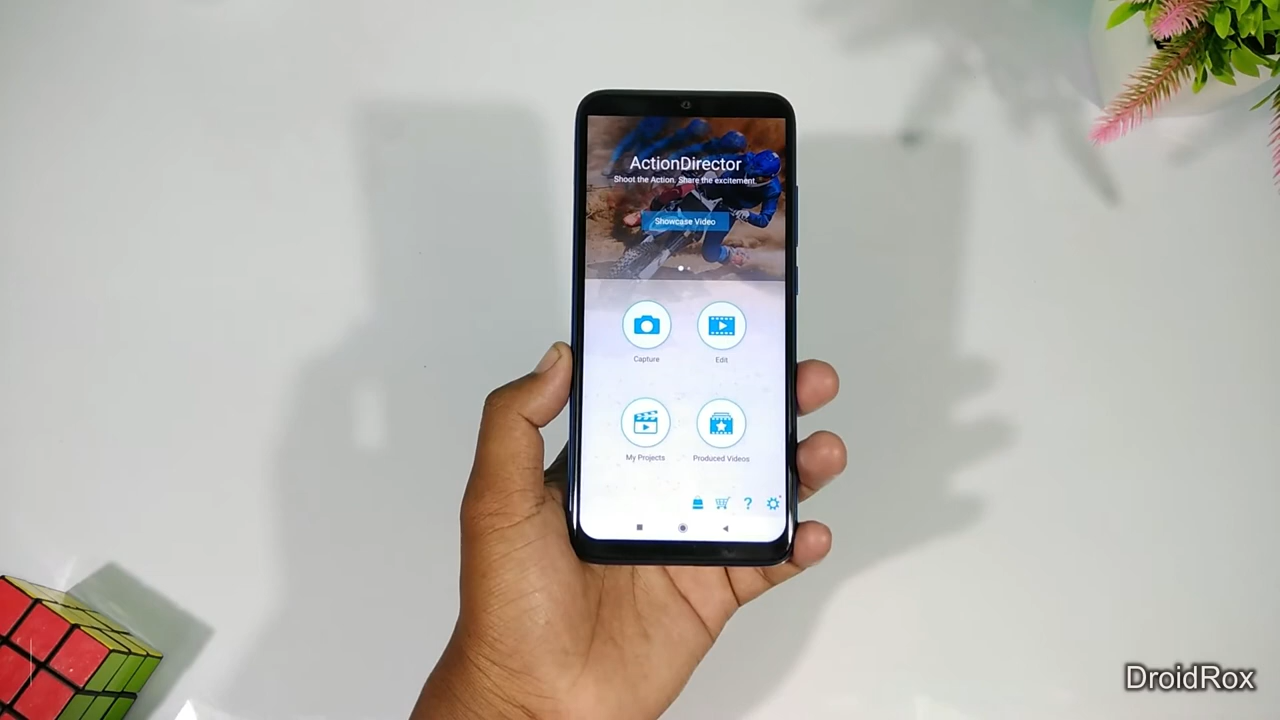 ActionDirector
Shoot the Action. Share the excitement.
Showcase Video
Capture
Edit
My Projects
Produced Videos
?
DroidRox